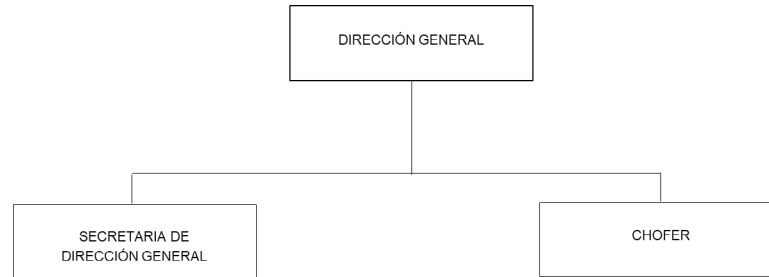 DIRECCIÓN GENERAL
SECRETARIA DE
DIRECCIÓN GENERAL
CHOFER